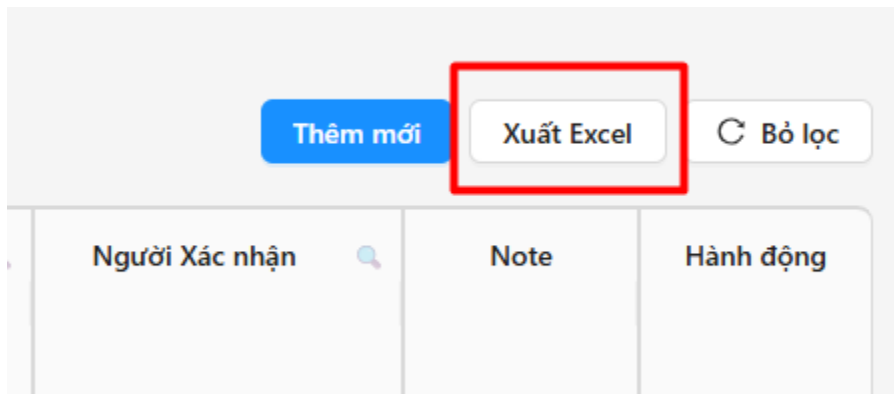 Thêm mới Xuất Excel Bỏ lọc
Người Xác nhận Note Hành động